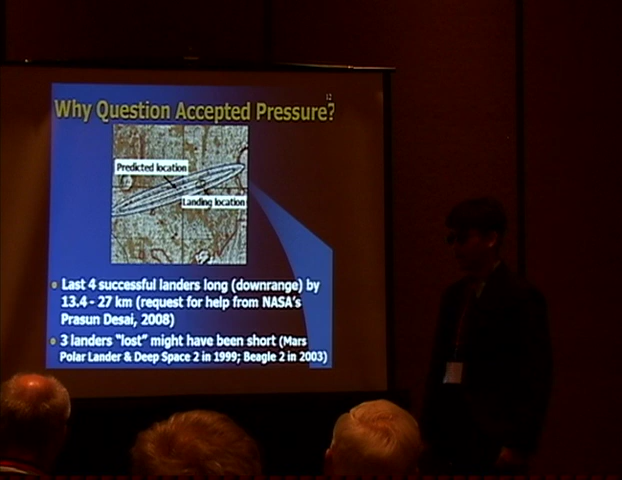 12
Why Question Accepted Pressure?
Predicted location
Landing location
Last 4 successful landers long (downrange) by
13.4 - 27 km (request for help from NASA's
Prasun Desai, 2008)
3 landers "lost" might have been short (Mars
Polar Lander & Deep Space 2 in 1999; Beagle 2 in 2003)